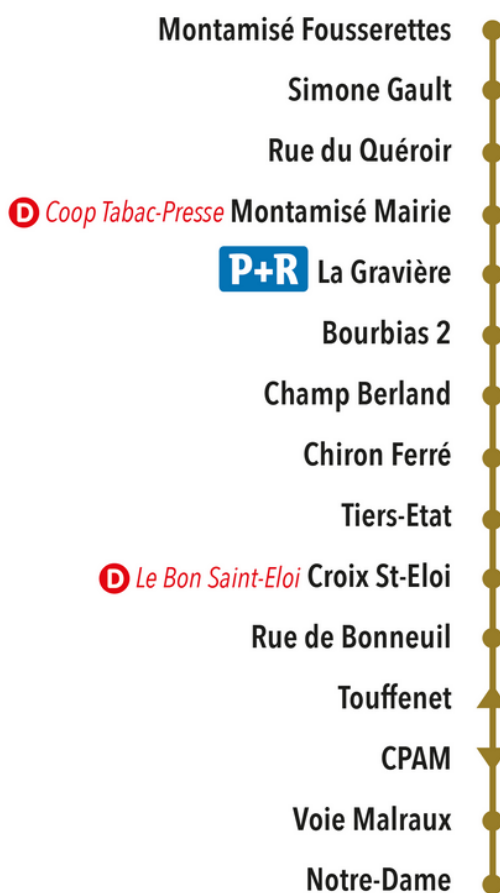 Montamisé Fousserettes
Simone Gault
Rue du Quéroir
D Coop Tabac-Presse Montamisé Mairie
P+R La Gravière
Bourbias 2
Champ Berland
Chiron Ferré
Tiers-Etat
D Le Bon Saint-Eloi Croix St-Eloi
Rue de Bonneuil
Touffenet
CPAM
Voie Malraux
Notre-Dame